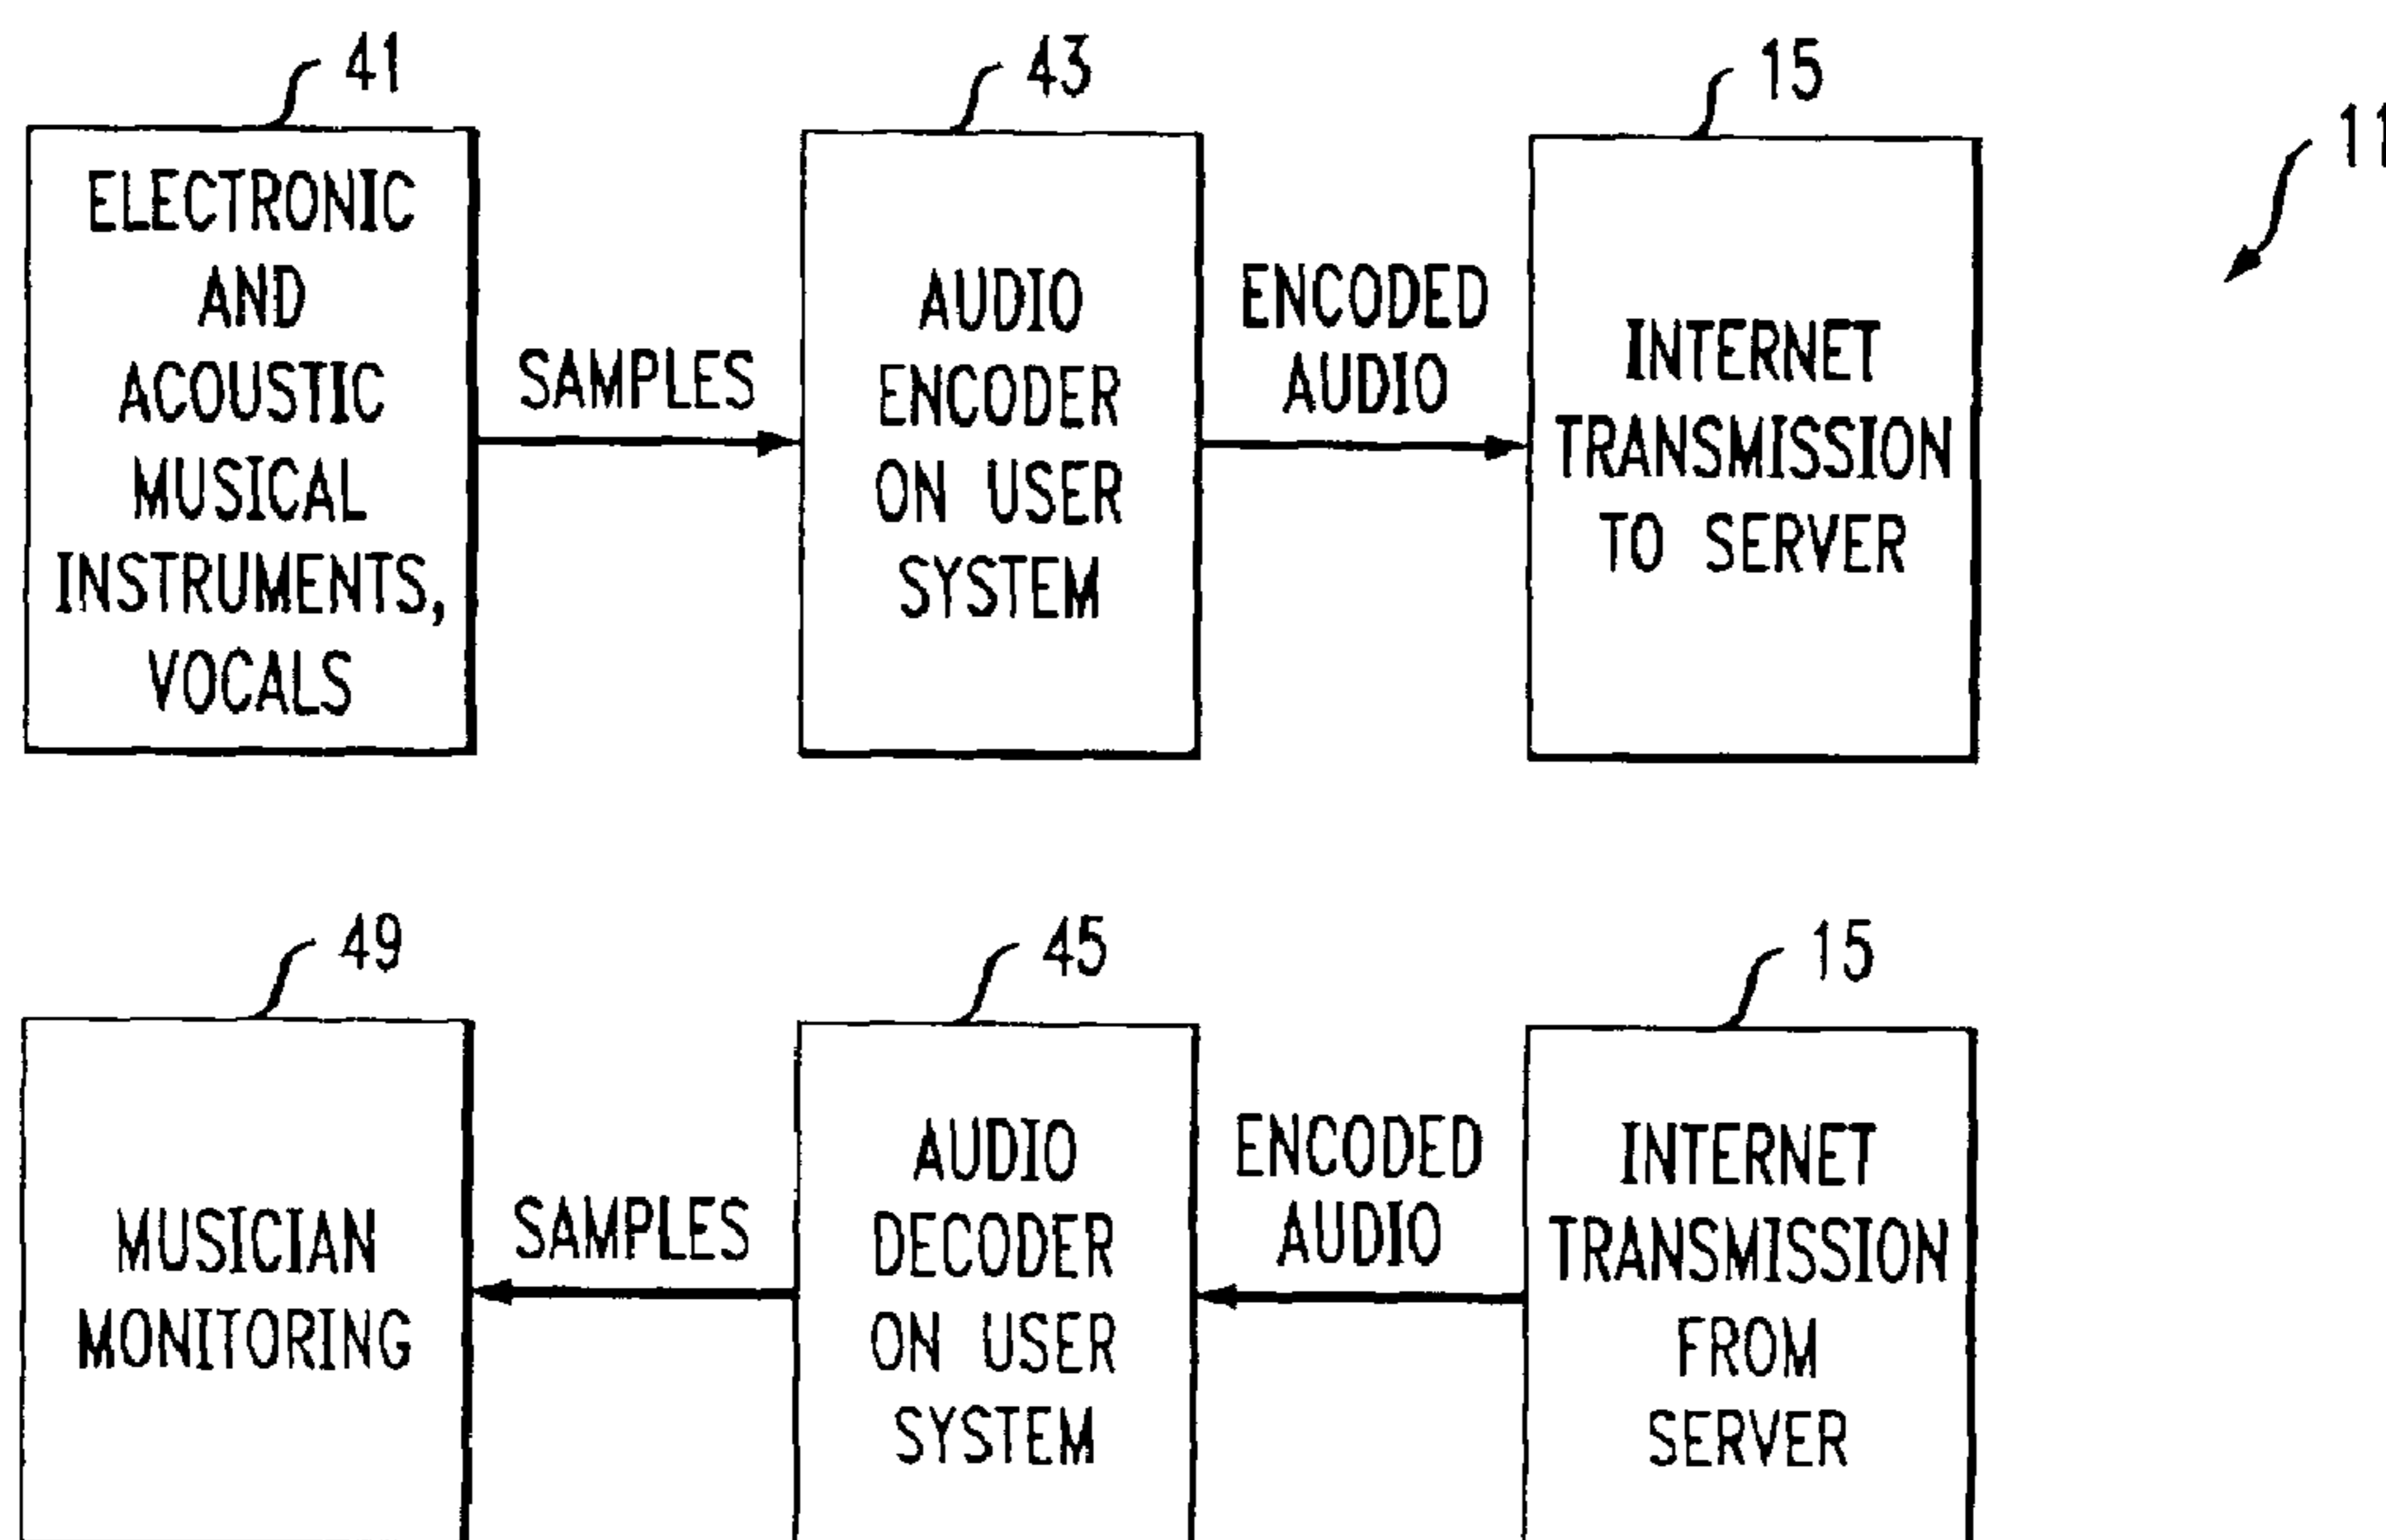 41
43
15
11
ELECTRONIC
AND
ACOUSTIC
MUSICAL
INSTRUMENTS,
VOCALS
SAMPLES
AUDIO
ENCODER
ON USER
SYSTEM
ENCODED
AUDIO
INTERNET
TRANSMISSION
TO SERVER
49
45
15
MUSICIAN
MONITORING
SAMPLES
AUDIO
DECODER
ON USER
SYSTEM
ENCODED
AUDIO
INTERNET
TRANSMISSION
FROM
SERVER